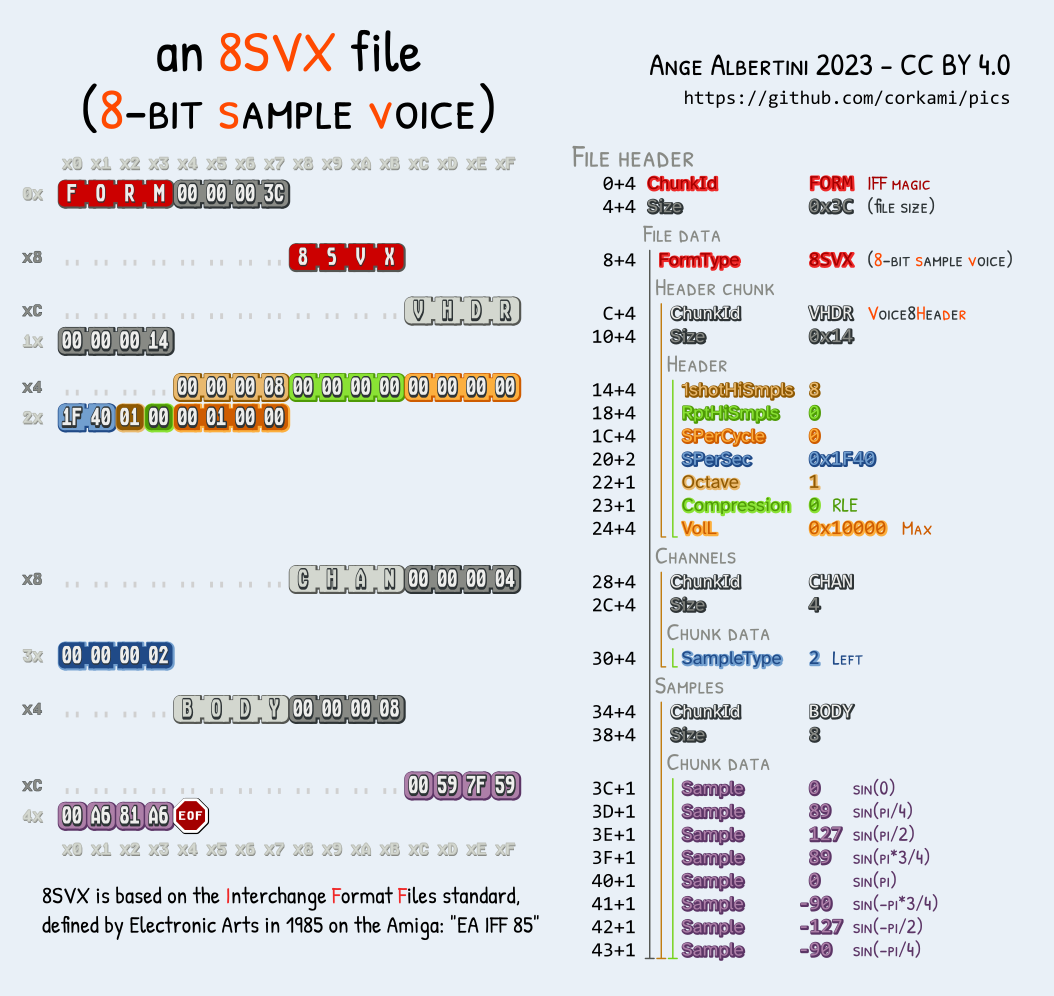 an 8SVX file
(8-bit sample voice)
x0 x1 x2 x3 x4 x5 x6 x7 x8 x9 xA xB xC xD xE xF
0x F O R M 00 00 00 3C
x8 8 S V X
xC V H D R
1x 00 00 00 14
x4 00 00 00 08 00 00 00 00 00 00 00 00
2x 1F 40 01 00 00 01 00 00
x8 C H A N 00 00 00 04
3x 00 00 00 02
x4 B O D Y 00 00 00 08
xC 00 59 7F 59
4x 00 A6 81 A6 EOF
x0 x1 x2 x3 x4 x5 x6 x7 x8 x9 xA xB xC xD xE xF
8SVX is based on the Interchange Format Files standard,
defined by Electronic Arts in 1985 on the Amiga: "EA IFF 85"
Ange Albertini 2023 - CC BY 4.0
https://github.com/corkami/pics
File header
0+4 ChunkId FORM IFF magic
4+4 Size 0x3C (file size)
File data
8+4 FormType 8SVX (8-bit sample voice)
Header chunk
C+4 ChunkId VHDR Voice8Header
10+4 Size 0x14
Header
14+4 1shotHiSmpls 8
18+4 RptHiSmpls 0
1C+4 SPerCycle 0
20+2 SPerSec 0x1F40
22+1 Octave 1
23+1 Compression 0 RLE
24+4 VolL 0x10000 Max
Channels
28+4 ChunkId CHAN
2C+4 Size 4
Chunk data
30+4 SampleType 2 Left
Samples
34+4 ChunkId BODY
38+4 Size 8
Chunk data
3C+1 Sample 0 sin(0)
3D+1 Sample 89 sin(pi/4)
3E+1 Sample 127 sin(pi/2)
3F+1 Sample 89 sin(pi*3/4)
40+1 Sample 0 sin(pi)
41+1 Sample -90 sin(-pi*3/4)
42+1 Sample -127 sin(-pi/2)
43+1 Sample -90 sin(-pi/4)